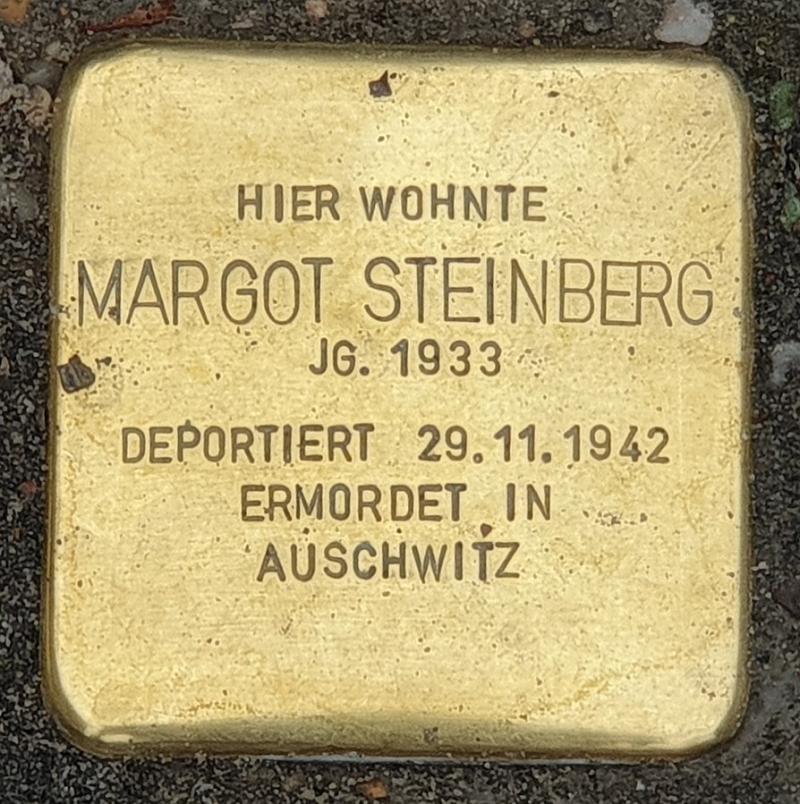 HIER WOHNTE
MARGOT STEINBERG
JG. 1933
DEPORTIERT 29.11.1942
ERMORDET IN
AUSCHWITZ